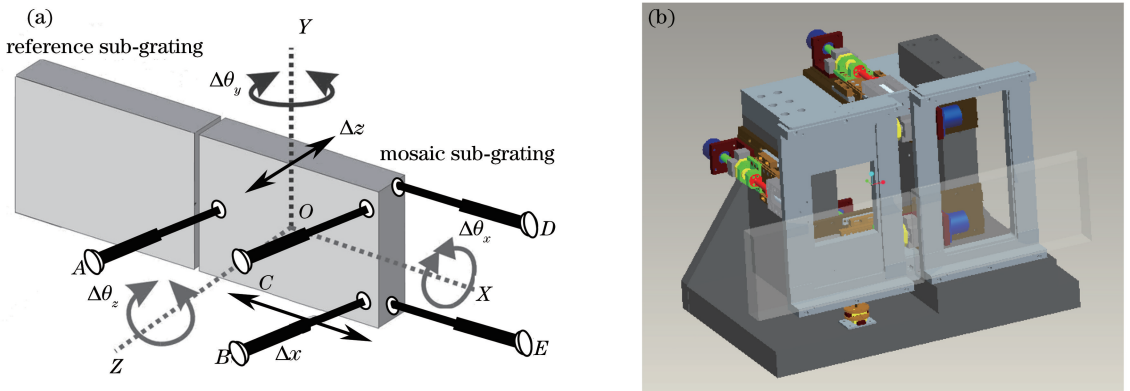 (a)
reference sub-grating
Y
Δθy
Δz
mosaic sub-grating
O
D
Δθx
A
Δθz
C
X
B
Δx
E
Z
(b)